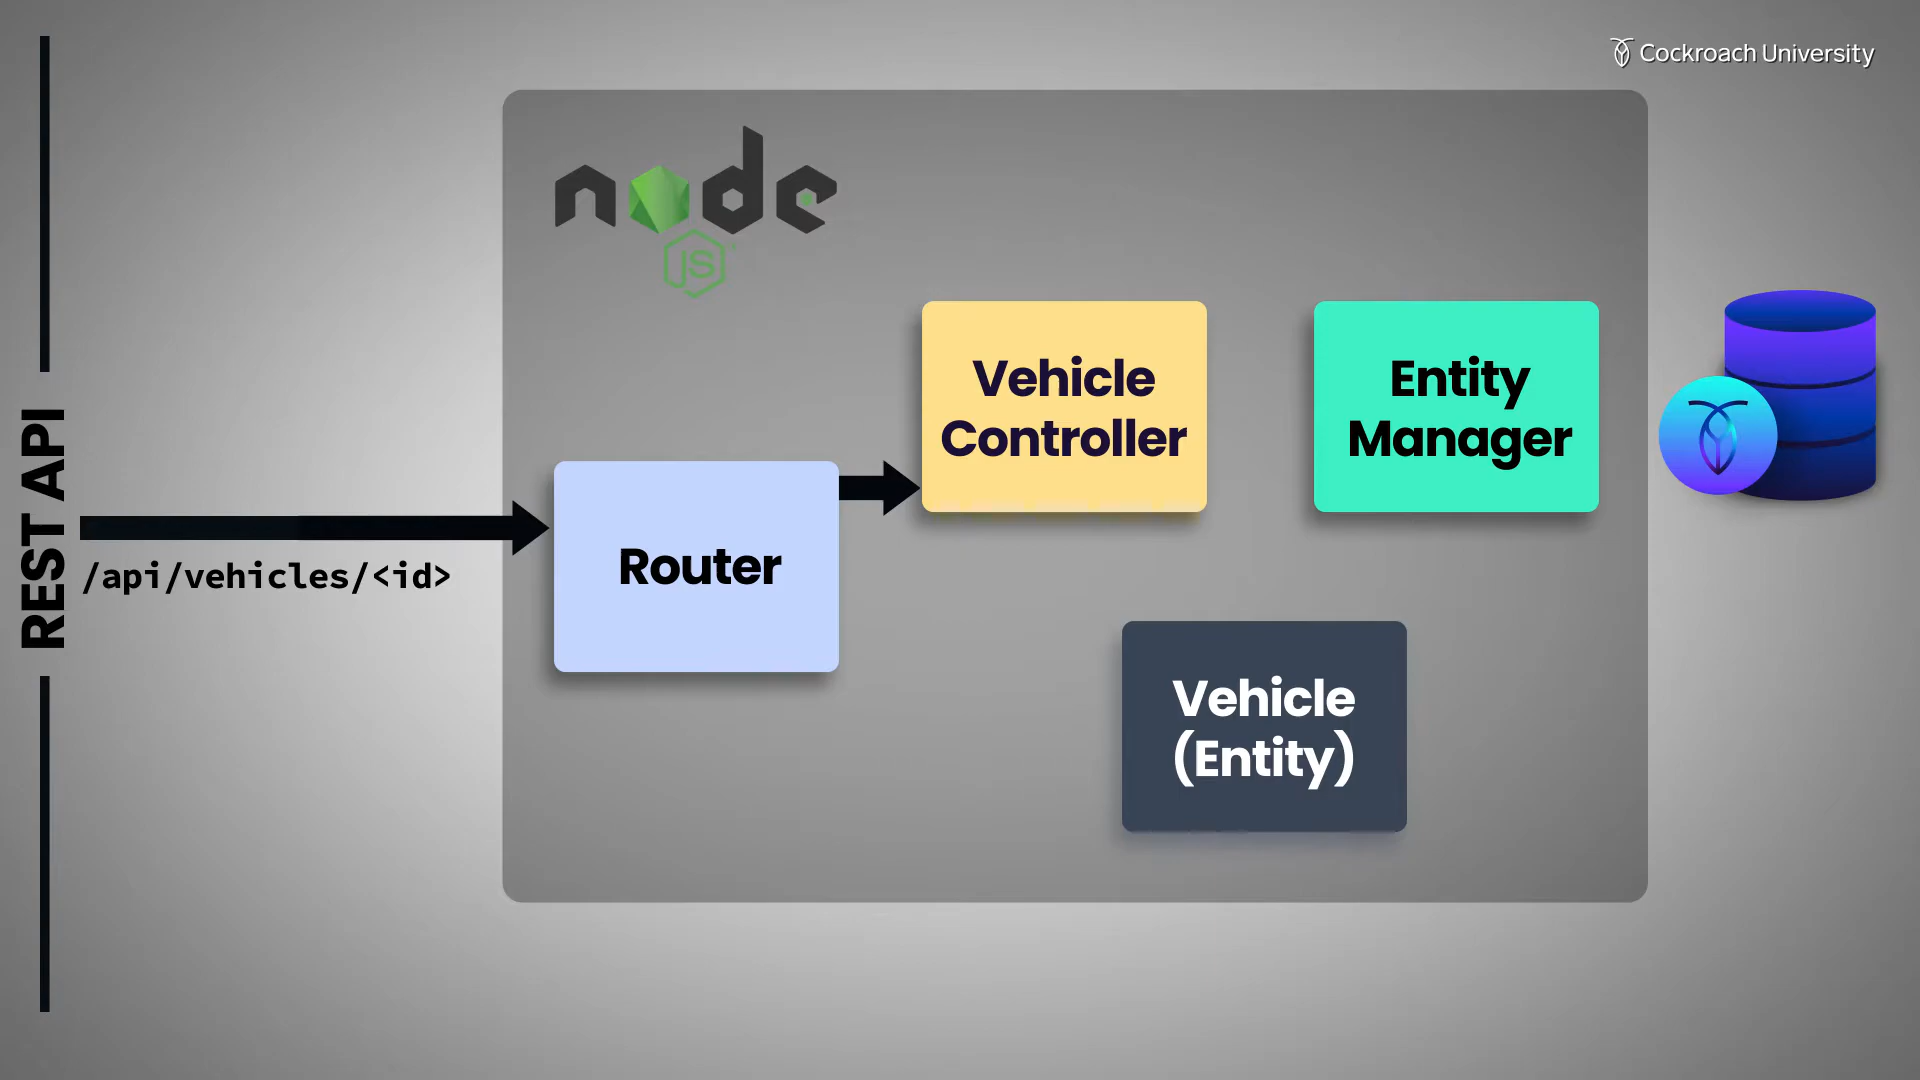 Cockroach University
node
JS
REST API
/api/vehicles/<id>
Router
Vehicle
Controller
Entity
Manager
Vehicle
(Entity)